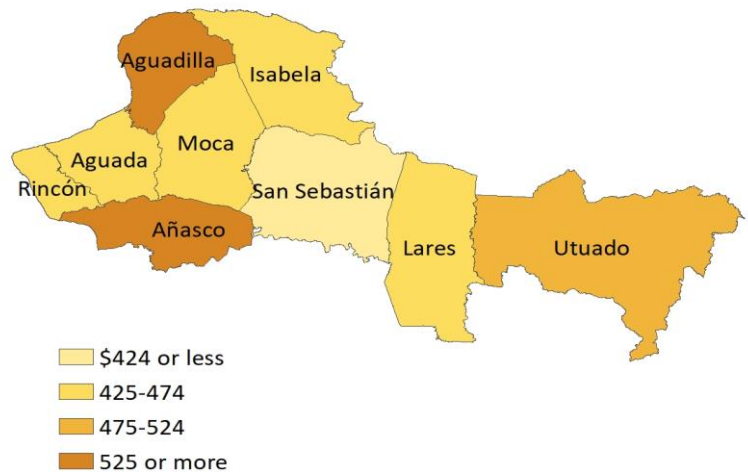 Aguadilla
Isabela
Moca
Aguada
Rincón
San Sebastián
Añasco
Lares
Utuado
$424 or less
425-474
475-524
525 or more